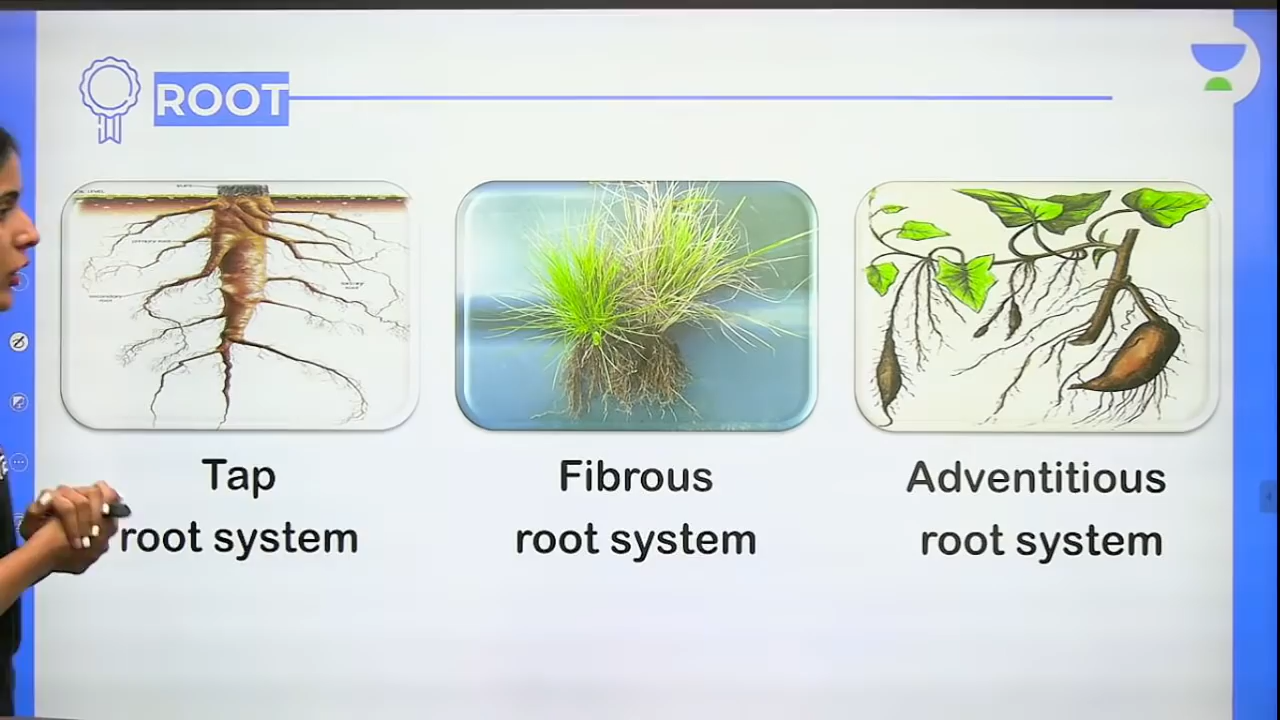 ROOT
Tap
root system
Fibrous
root system
Adventitious
root system